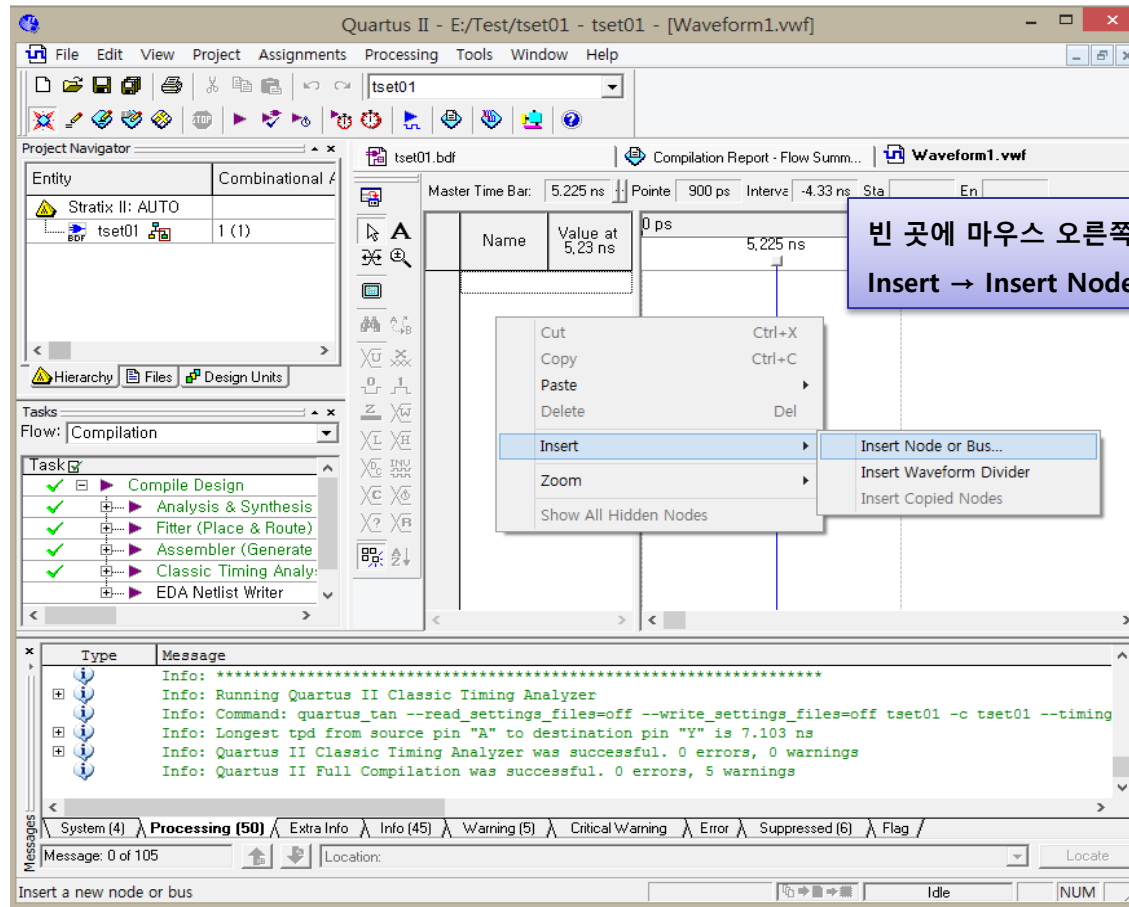 Quartus II - E:/Test/tset01 - tset01 - [Waveform1.vwf]
File Edit View Project Assignments Processing Tools Window Help
tset01
Project Navigator
Entity Combinational A
Stratix II: AUTO
tset01 1 (1)
Hierarchy Files Design Units
Tasks
Flow: Compilation
Task
Compile Design
Analysis & Synthesis
Fitter (Place & Route)
Assembler (Generate
Classic Timing Analy
EDA Netlist Writer
tset01.bdf Compilation Report - Flow Summ... Waveform1.vwf
Master Time Bar: 5.225 ns Pointe 900 ps Interva -4.33 ns Sta En
Name Value at
5,23 ns
0 ps
5,225 ns
빈 곳에 마우스 오른쪽
Insert → Insert Node
Cut Ctrl+X
Copy Ctrl+C
Paste
Delete Del
Insert
Zoom
Show All Hidden Nodes
Insert Node or Bus...
Insert Waveform Divider
Insert Copied Nodes
Type Message
Info: *******************************************************************
Info: Running Quartus II Classic Timing Analyzer
Info: Command: quartus_tan --read_settings_files=off --write_settings_files=off tset01 -c tset01 --timing
Info: Longest tpd from source pin "A" to destination pin "Y" is 7.103 ns
Info: Quartus II Classic Timing Analyzer was successful. 0 errors, 0 warnings
Info: Quartus II Full Compilation was successful. 0 errors, 5 warnings
Messages
System (4) Processing (50) Extra Info Info (45) Warning (5) Critical Warning Error Suppressed (6) Flag
Message: 0 of 105 Location: Locate
Insert a new node or bus Idle NUM